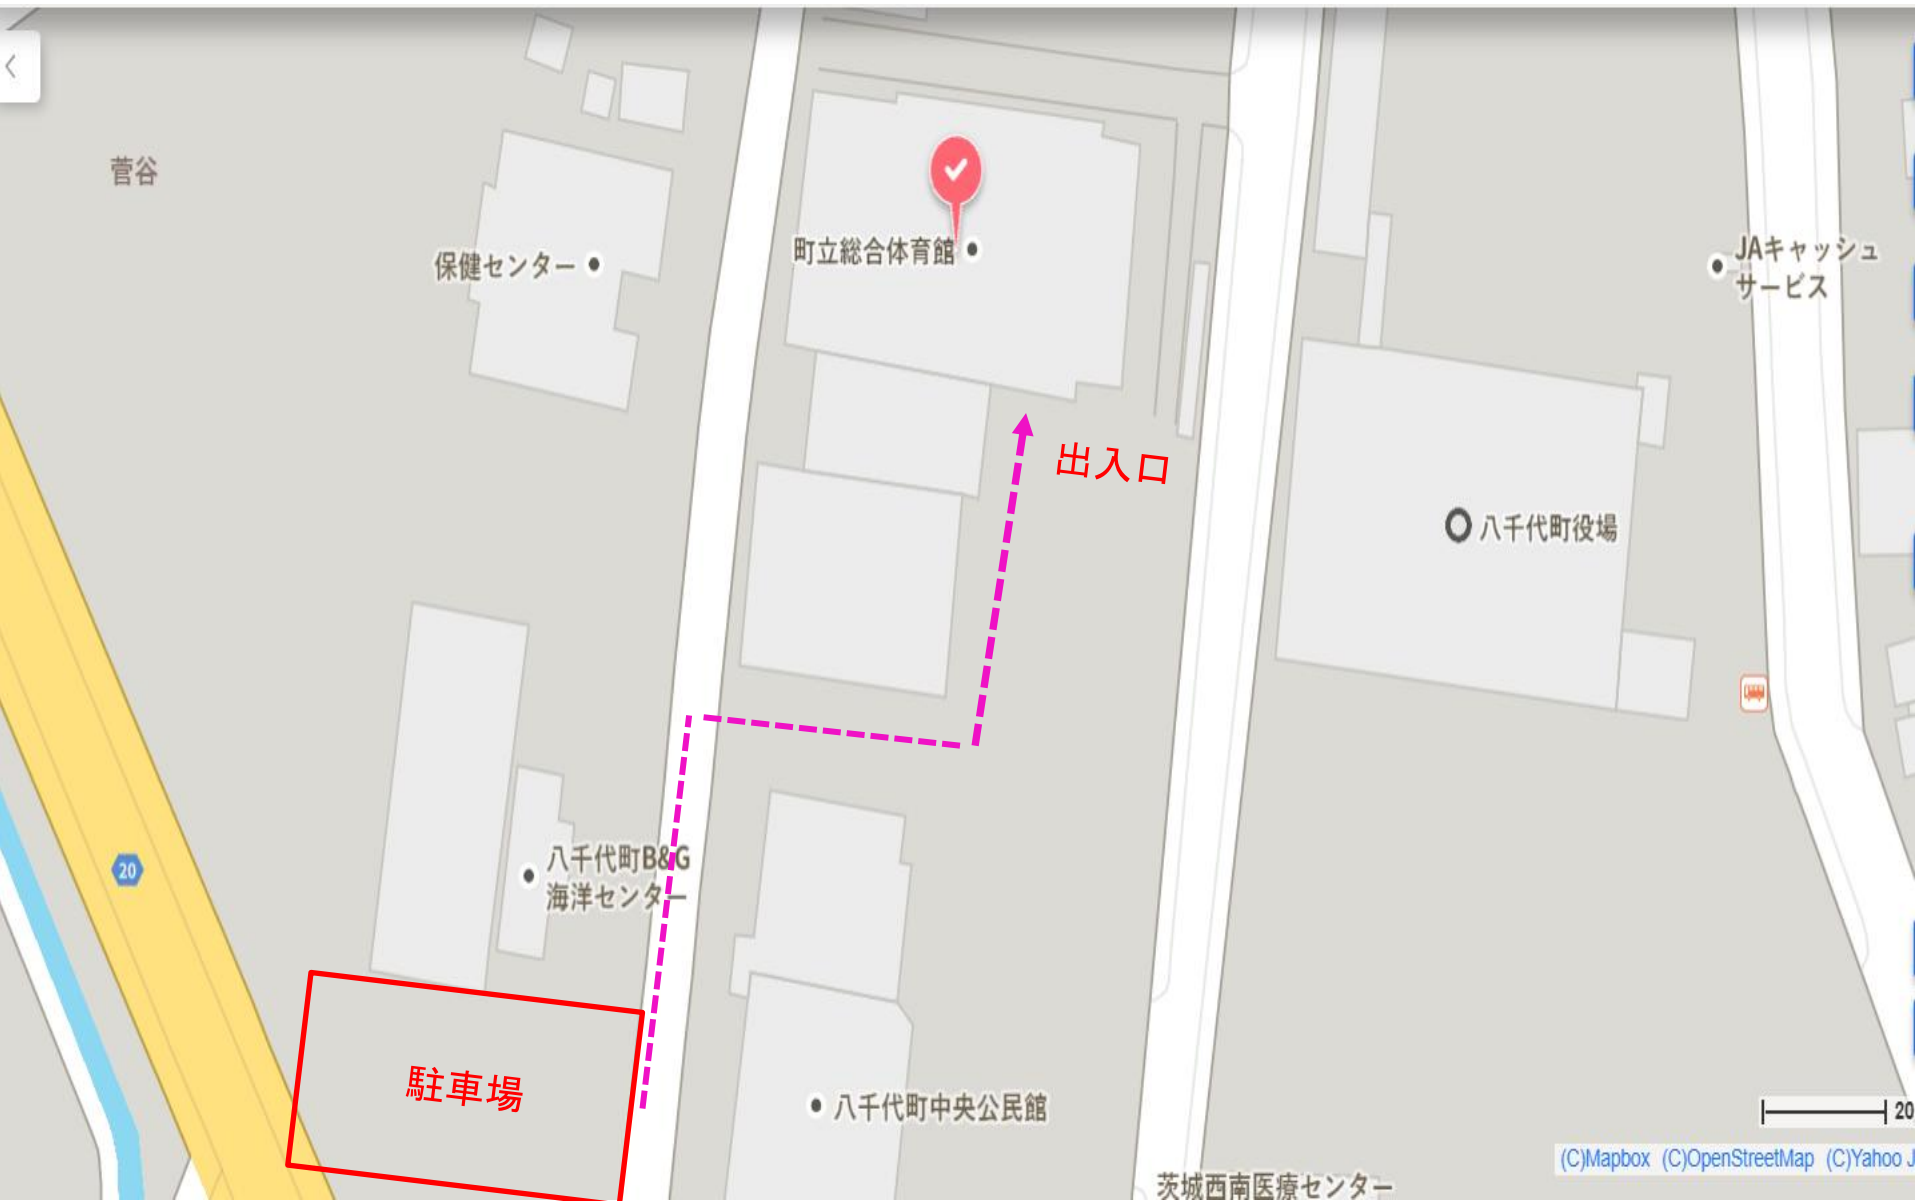 菅谷
保健センター
町立総合体育館
JAキャッシュ
サービス
出入口
八千代町役場
八千代町B&G
海洋センター
20
駐車場
八千代町中央公民館
20
(C)Mapbox (C)OpenStreetMap (C)Yahoo J
茨城西南医療センター